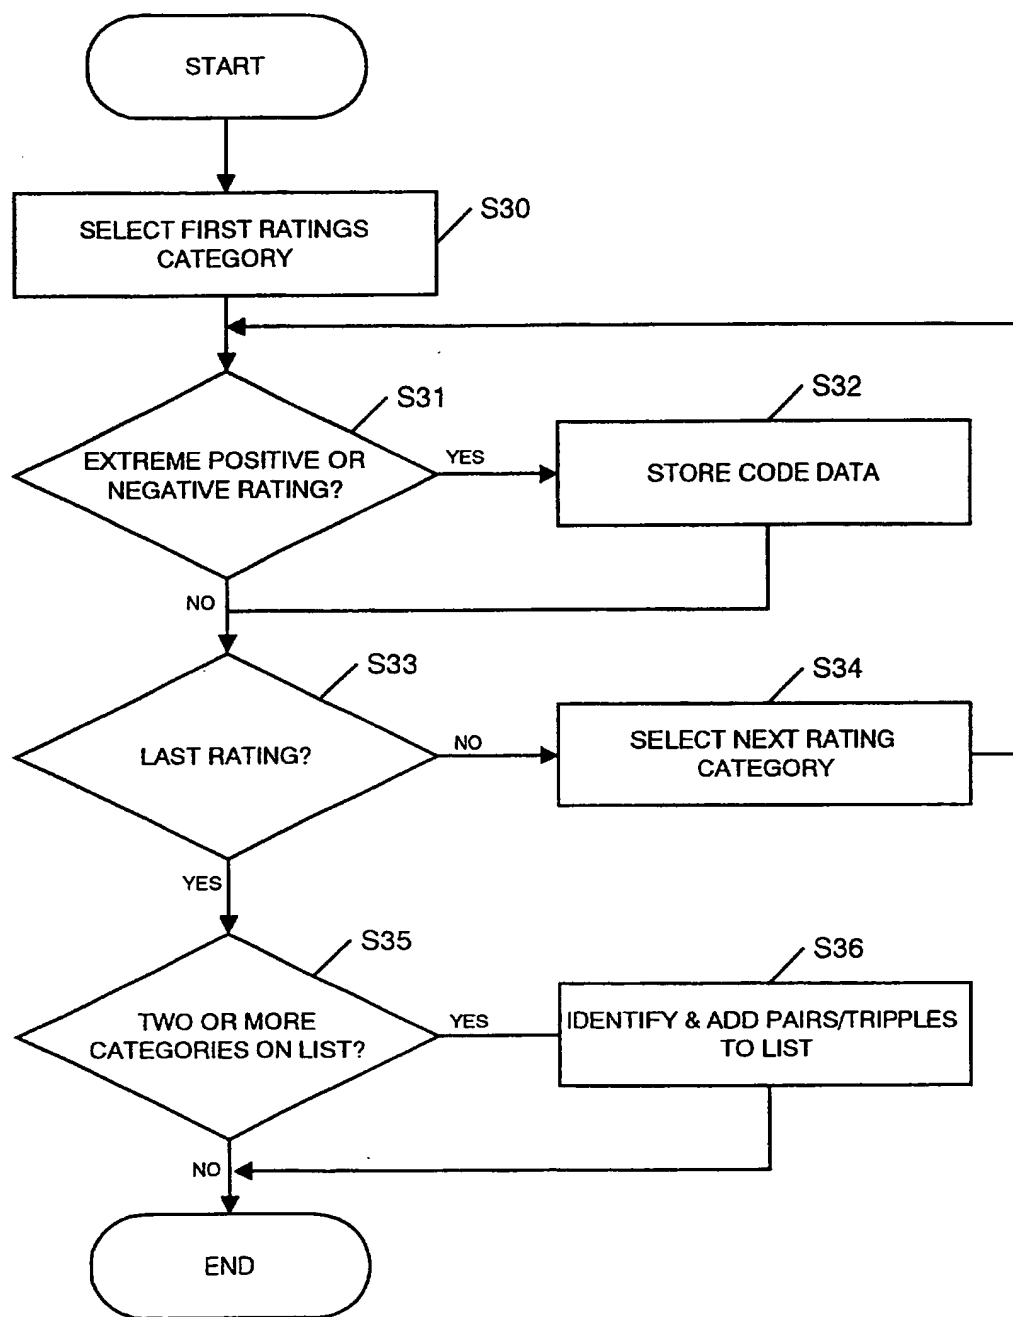 START
SELECT FIRST RATINGS
CATEGORY
S30
S31
EXTREME POSITIVE OR
NEGATIVE RATING?
YES
S32
STORE CODE DATA
NO
S33
LAST RATING?
NO
S34
SELECT NEXT RATING
CATEGORY
YES
S35
TWO OR MORE
CATEGORIES ON LIST?
YES
S36
IDENTIFY & ADD PAIRS/TRIPPLES
TO LIST
NO
END